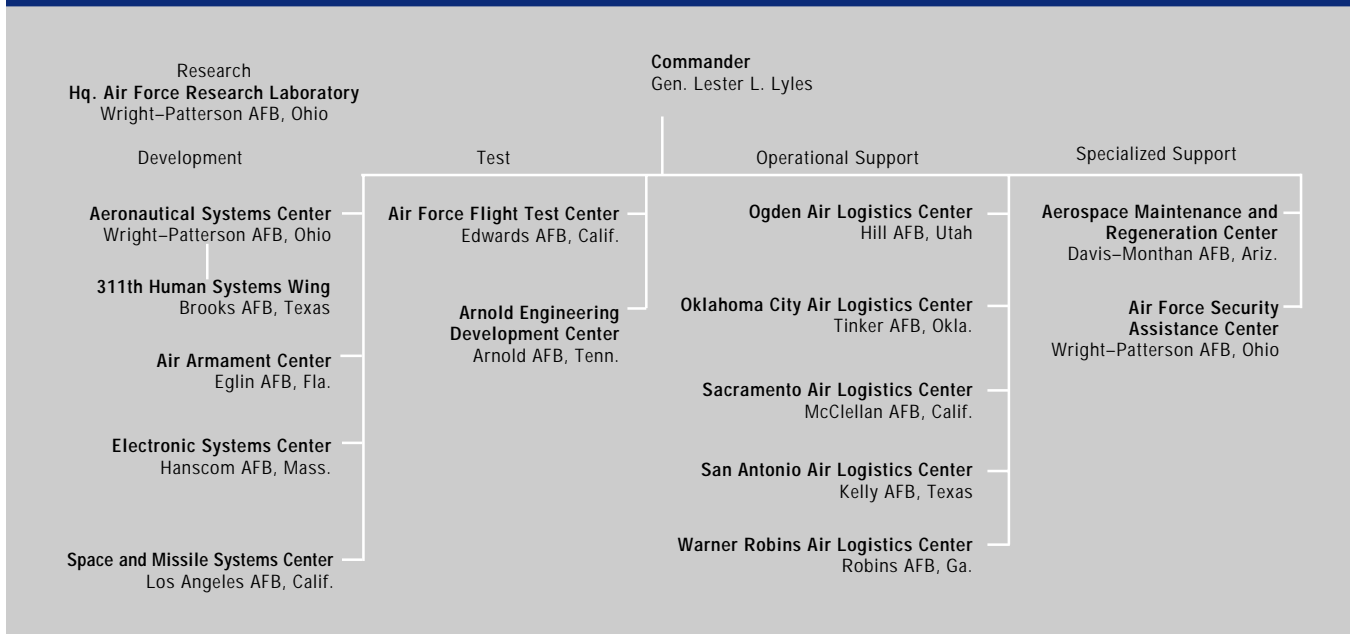 Commander
Gen. Lester L. Lyles
Research
Hq. Air Force Research Laboratory
Wright–Patterson AFB, Ohio
Development
Aeronautical Systems Center
Wright–Patterson AFB, Ohio
311th Human Systems Wing
Brooks AFB, Texas
Air Armament Center
Eglin AFB, Fla.
Electronic Systems Center
Hanscom AFB, Mass.
Space and Missile Systems Center
Los Angeles AFB, Calif.
Test
Air Force Flight Test Center
Edwards AFB, Calif.
Arnold Engineering
Development Center
Arnold AFB, Tenn.
Operational Support
Ogden Air Logistics Center
Hill AFB, Utah
Oklahoma City Air Logistics Center
Tinker AFB, Okla.
Sacramento Air Logistics Center
McClellan AFB, Calif.
San Antonio Air Logistics Center
Kelly AFB, Texas
Warner Robins Air Logistics Center
Robins AFB, Ga.
Specialized Support
Aerospace Maintenance and
Regeneration Center
Davis–Monthan AFB, Ariz.
Air Force Security
Assistance Center
Wright–Patterson AFB, Ohio